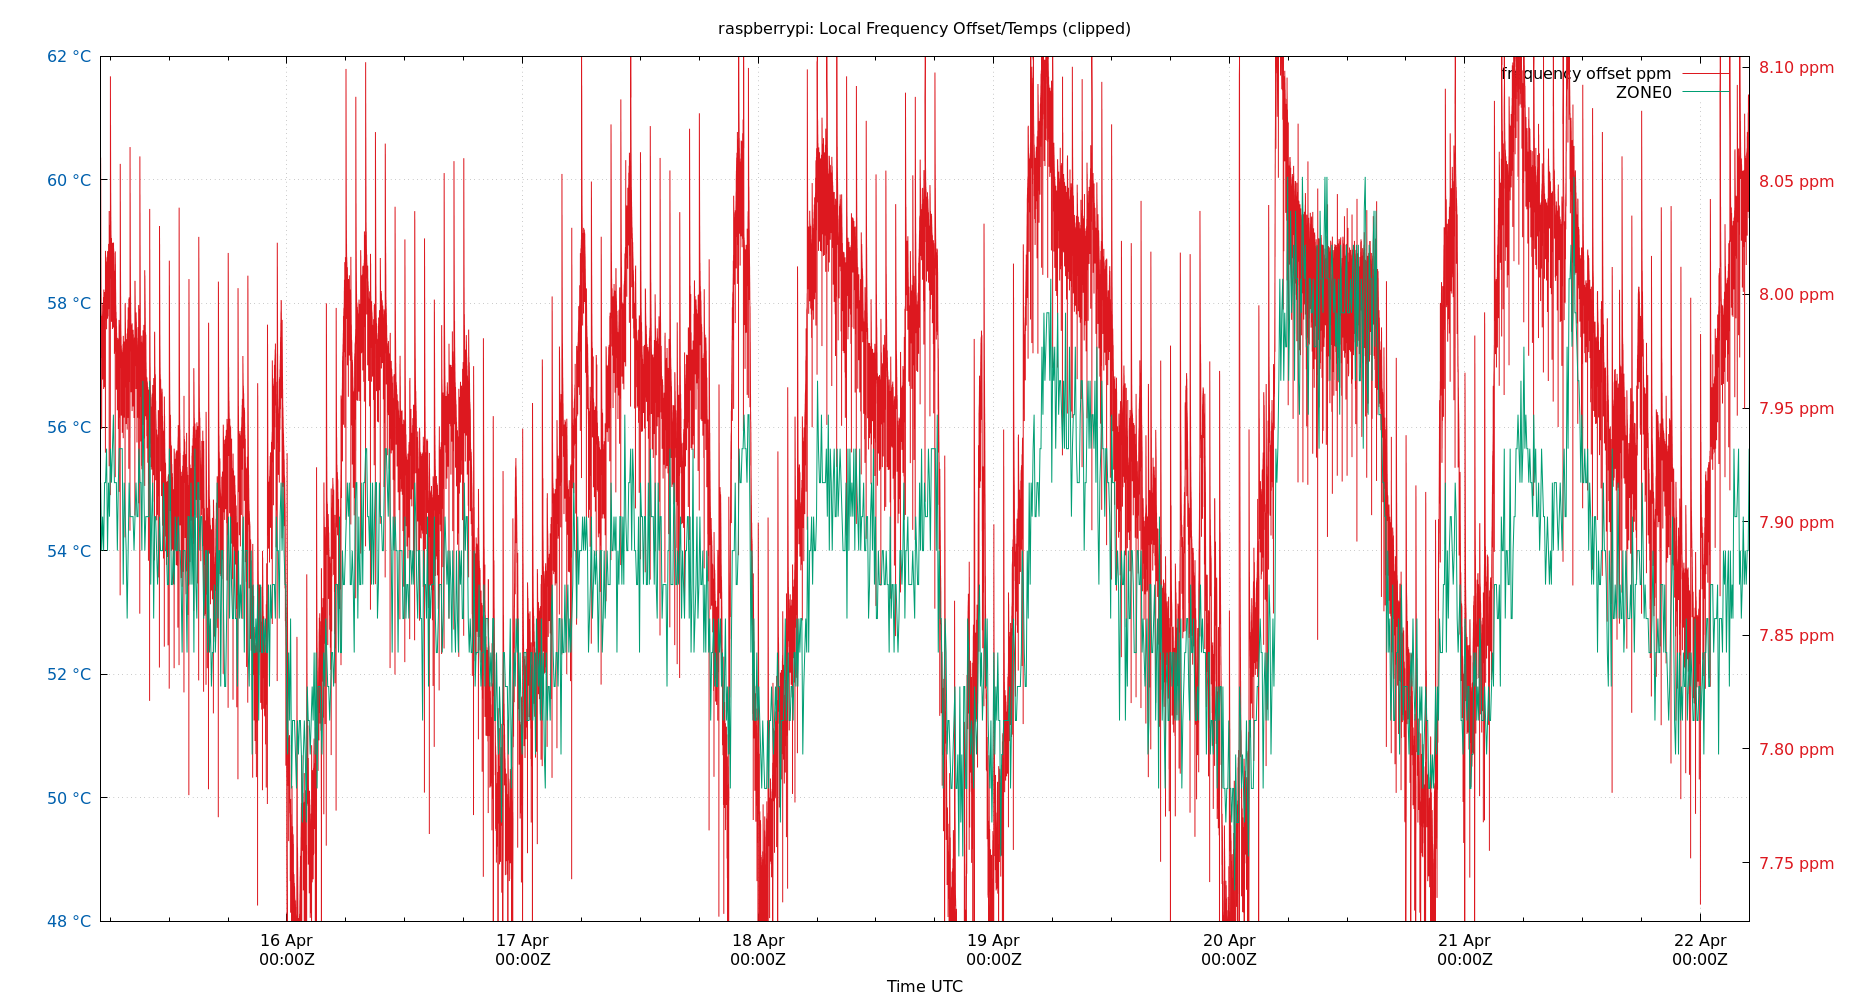 raspberrypi: Local Frequency Offset/Temps (clipped)
62 °C
60 °C
58 °C
56 °C
54 °C
52 °C
50 °C
48 °C
frequency offset ppm
ZONE0
8.10 ppm
8.05 ppm
8.00 ppm
7.95 ppm
7.90 ppm
7.85 ppm
7.80 ppm
7.75 ppm
16 Apr 17 Apr 18 Apr 19 Apr 20 Apr 21 Apr 22 Apr
00:00Z 00:00Z 00:00Z 00:00Z 00:00Z 00:00Z 00:00Z
Time UTC